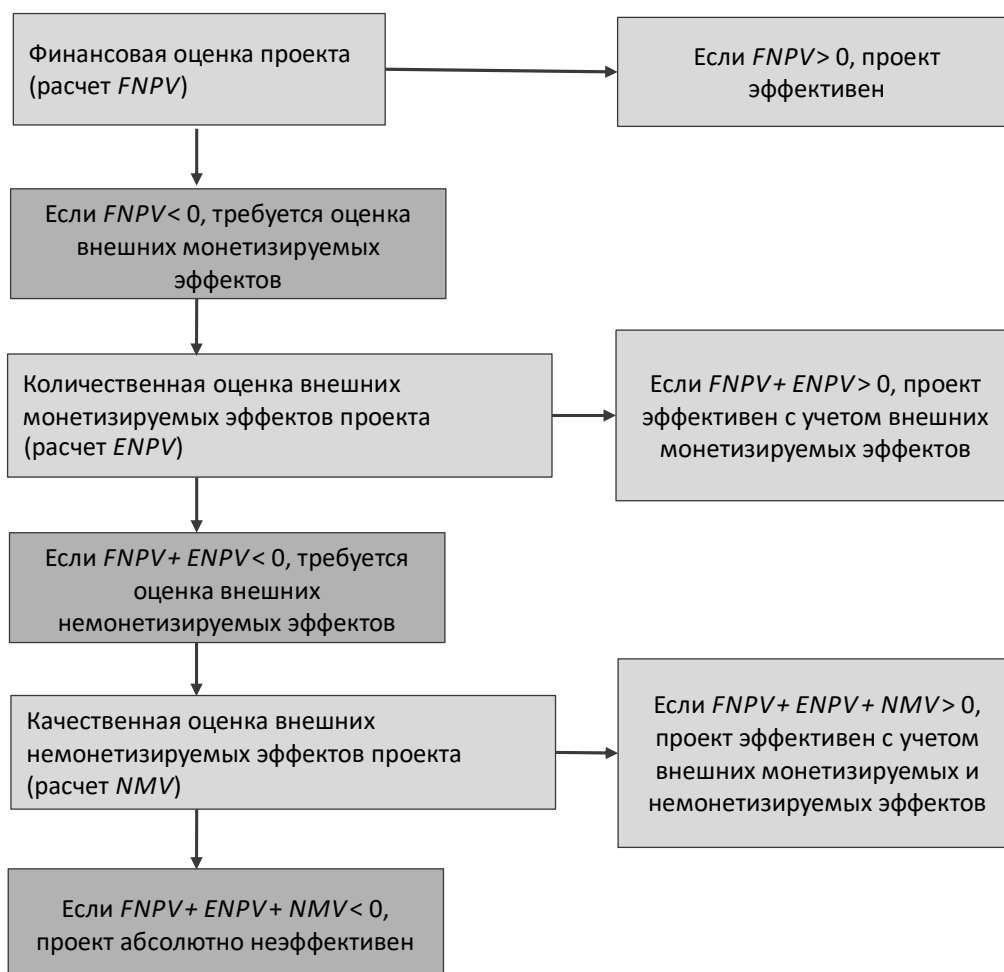 Финансовая оценка проекта
(расчет FNPV)
Если FNPV > 0, проект
эффективен
Если FNPV < 0, требуется оценка
внешних монетизируемых
эффектов
Количественная оценка внешних
монетизируемых эффектов проекта
(расчет ENPV)
Если FNPV + ENPV > 0, проект
эффективен с учетом внешних
монетизируемых эффектов
Если FNPV + ENPV < 0, требуется
оценка внешних
немонетизируемых эффектов
Качественная оценка внешних
немонетизируемых эффектов проекта
(расчет NMV)
Если FNPV + ENPV + NMV > 0,
проект эффективен с учетом
внешних монетизируемых и
немонетизируемых эффектов
Если FNPV + ENPV + NMV < 0,
проект абсолютно неэффективен